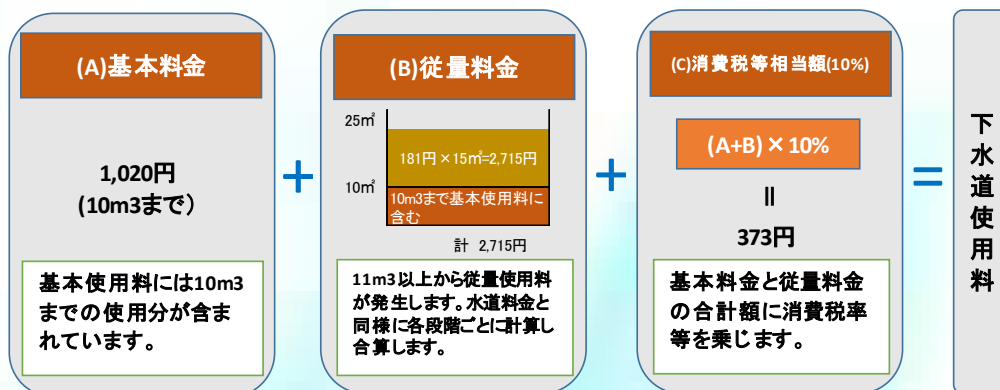 (A)基本料金
1,020円
(10m3まで)
基本使用料には10m3
までの使用分が含ま
れています。
+
(B)従量料金
25㎥
181円×15㎥=2,715円
10㎥
10m3まで基本使用料に
含む
計 2,715円
11m3以上から従量使用料
が発生します。水道料金と
同様に各段階ごとに計算し
合算します。
+
(C)消費税等相当額(10%)
(A+B)×10%
॥
373円
基本料金と従量料金
の合計額に消費税率
等を乗じます。
=
下水道使用料